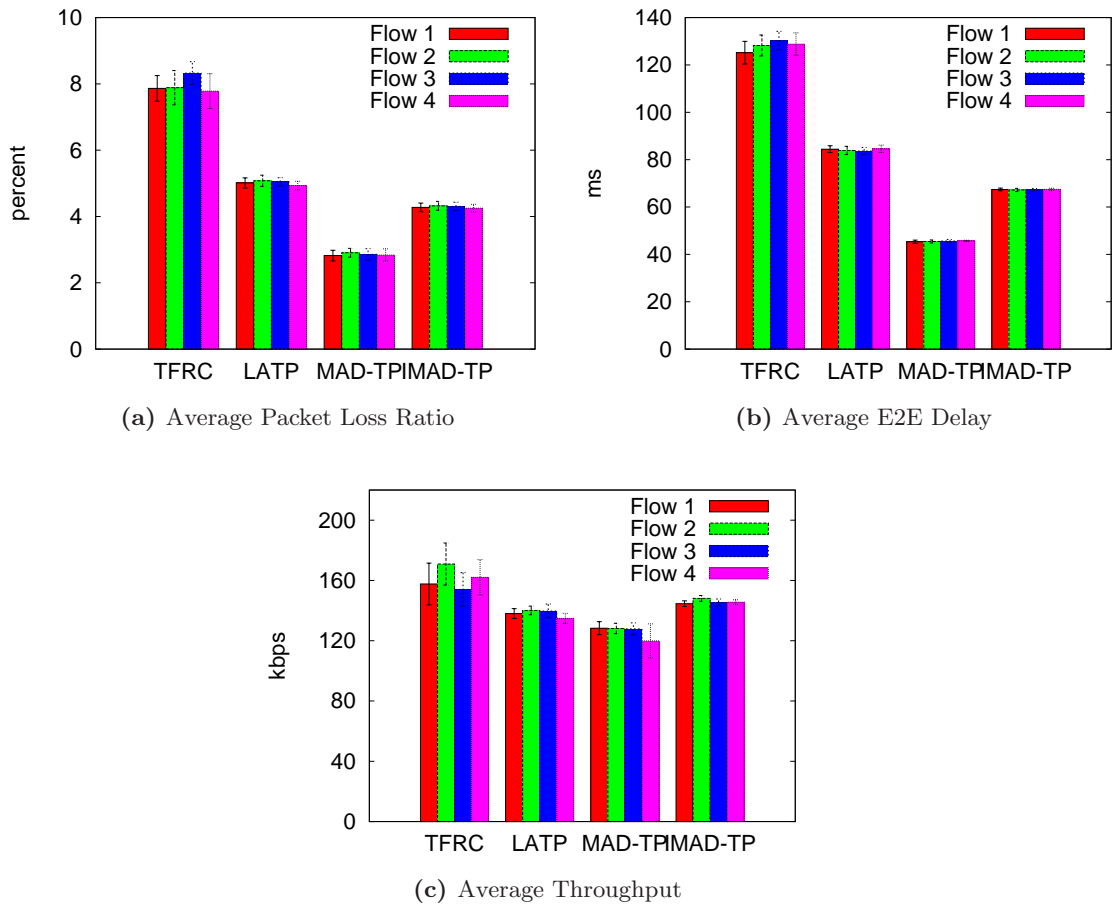 10
8
6
4
2
0
percent
Flow 1
Flow 2
Flow 3
Flow 4
TFRC LATP MAD-TP IMAD-TP
(a) Average Packet Loss Ratio
140
120
100
80
60
40
20
0
ms
Flow 1
Flow 2
Flow 3
Flow 4
TFRC LATP MAD-TP IMAD-TP
(b) Average E2E Delay
200
160
120
80
40
0
kbps
Flow 1
Flow 2
Flow 3
Flow 4
TFRC LATP MAD-TP IMAD-TP
(c) Average Throughput